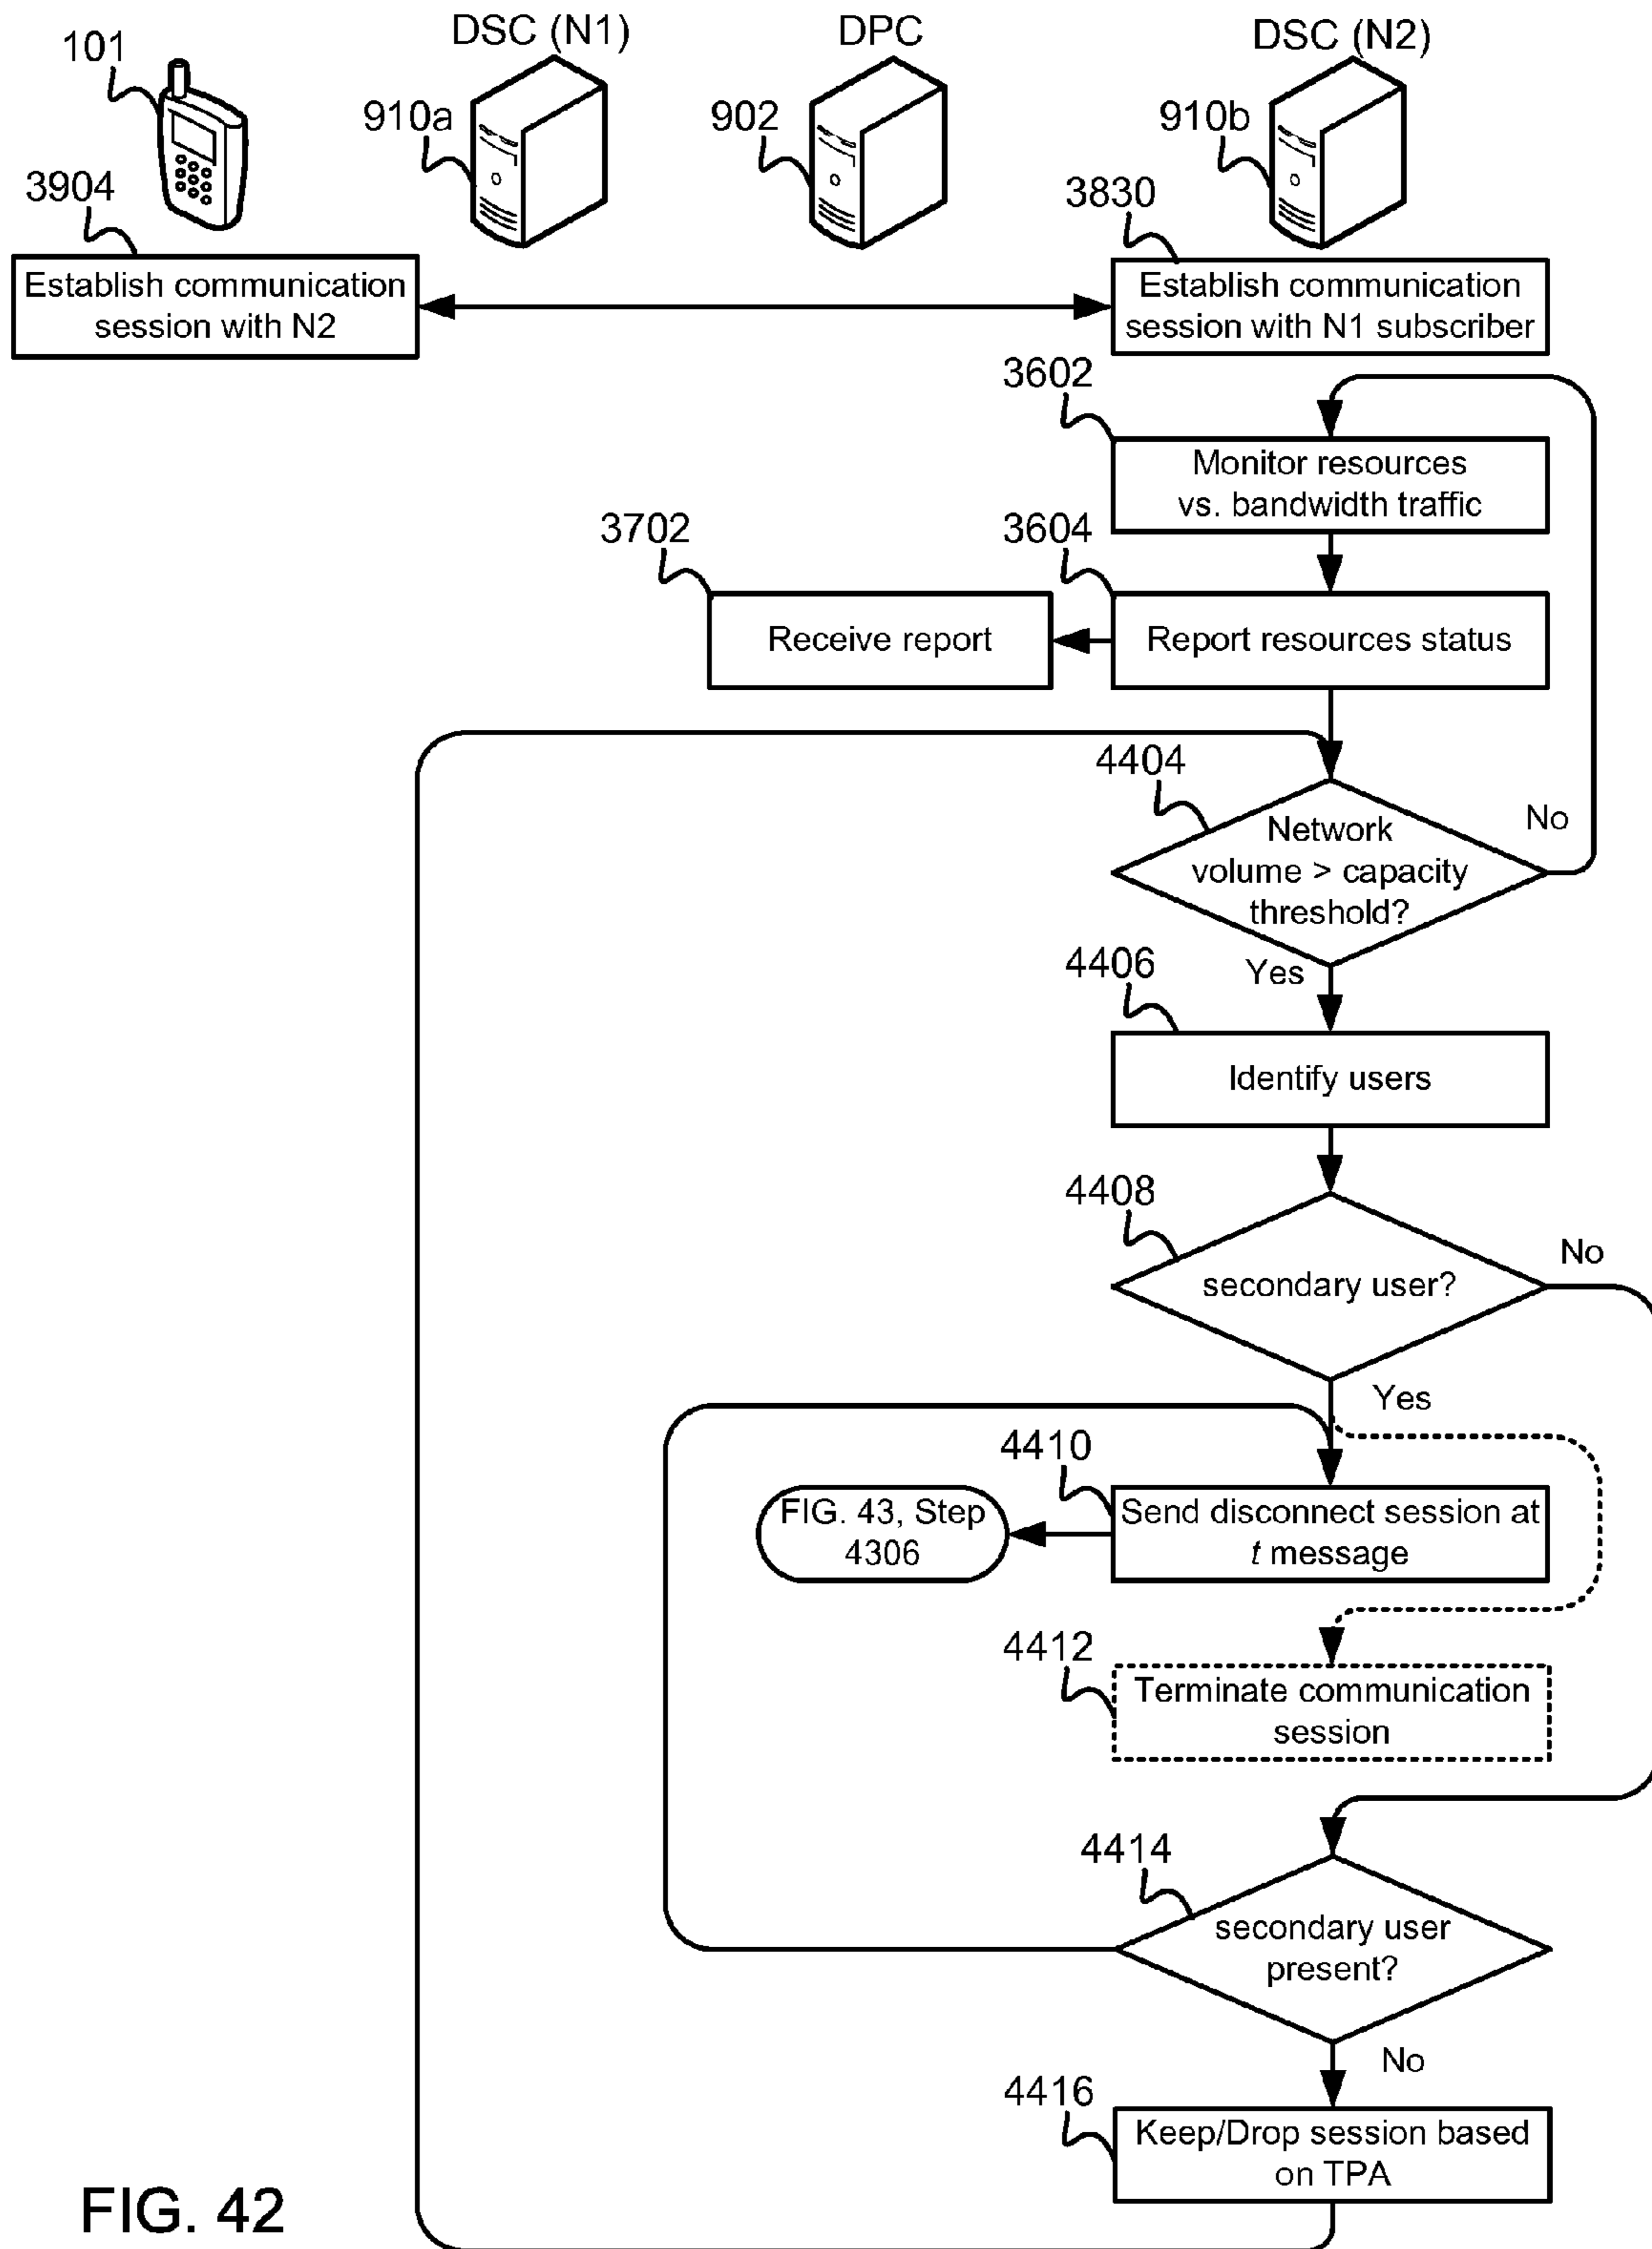 101
DSC (N1)
DPC
DSC (N2)
910a
902
910b
3904
3830
Establish communication
session with N2
Establish communication
session with N1 subscriber
3602
Monitor resources
vs. bandwidth traffic
3702
3604
Receive report
Report resources status
4404
Network
volume > capacity
threshold?
No
Yes
4406
Identify users
4408
secondary user?
No
Yes
4410
FIG. 43, Step
4306
Send disconnect session at
t message
4412
Terminate communication
session
4414
secondary user
present?
No
4416
Keep/Drop session based
on TPA
FIG. 42